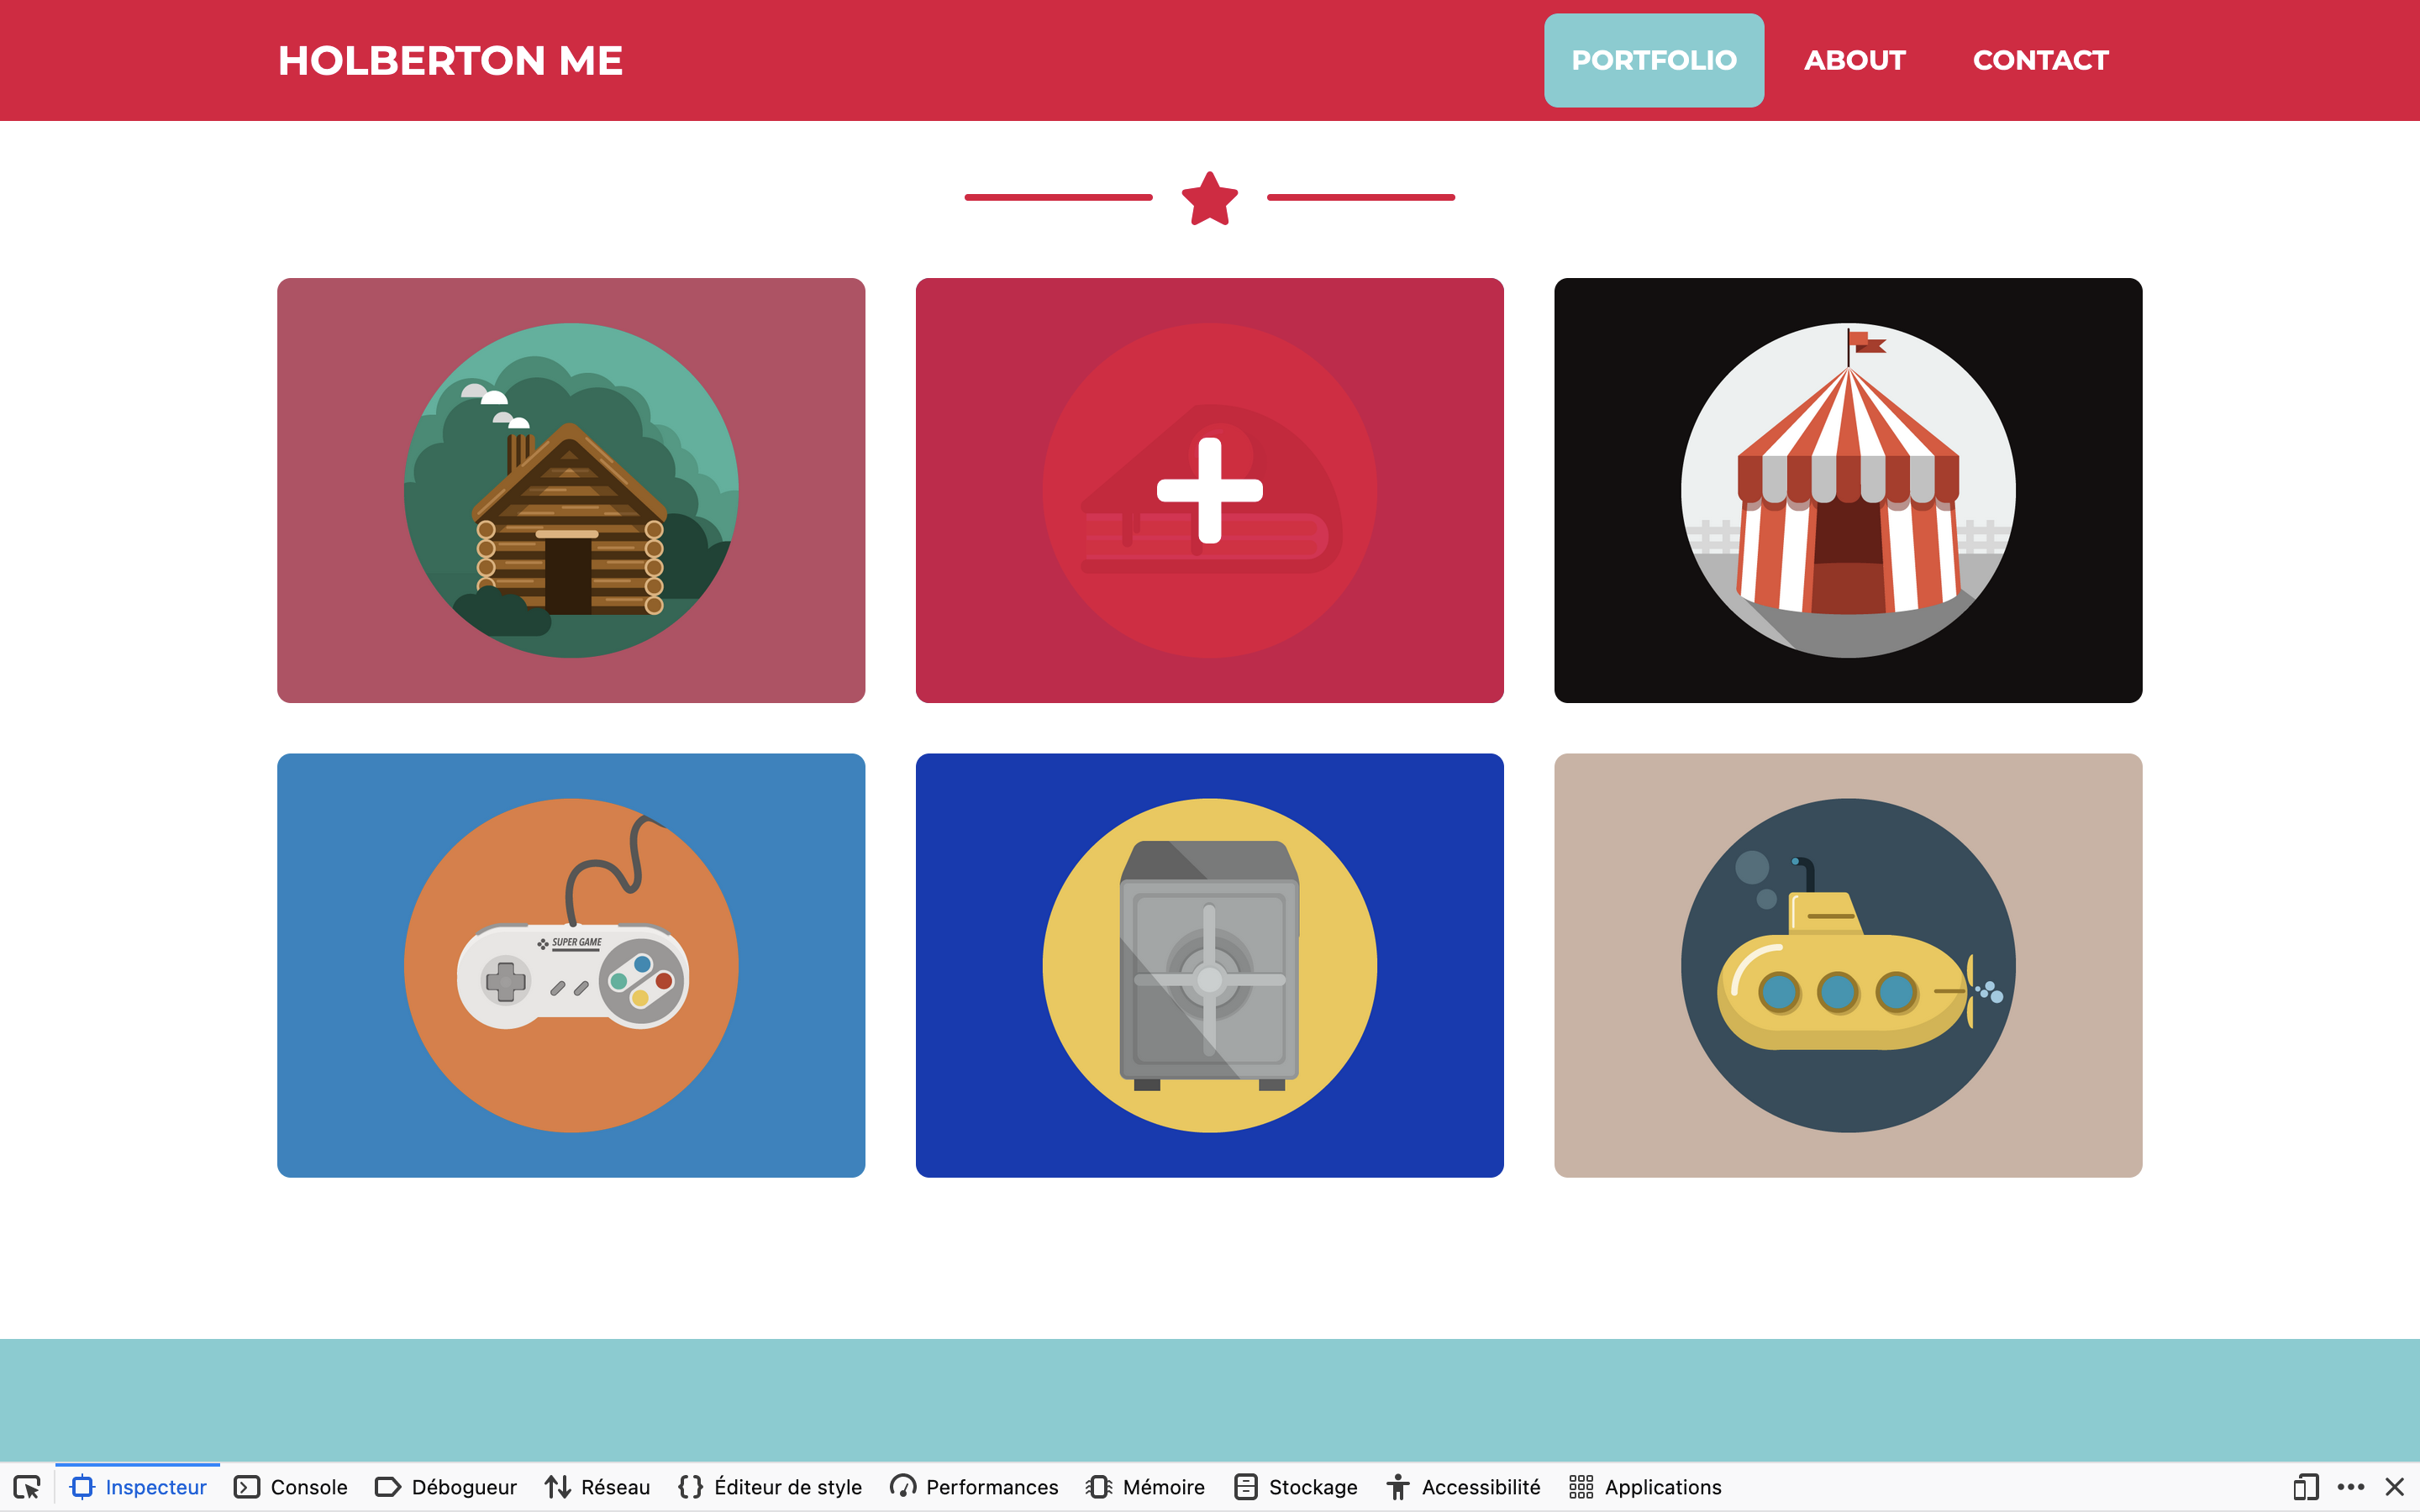 HOLBERTON ME
PORTFOLIO
ABOUT
CONTACT
SUPER GAME
Inspecteur
Console
Débogueur
Réseau
Éditeur de style
Performances
Mémoire
Stockage
Accessibilité
Applications